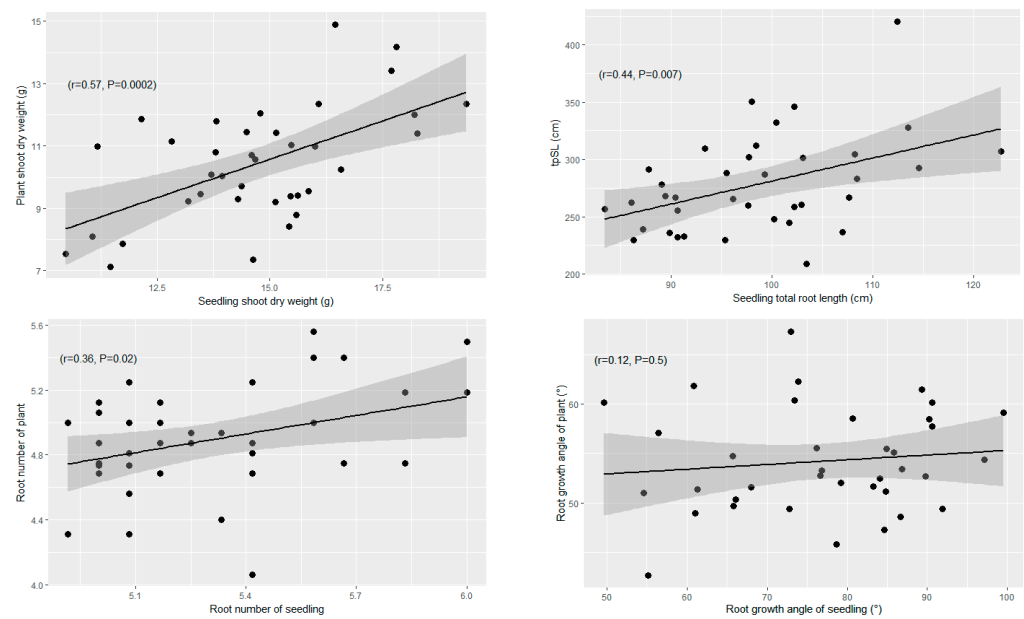 15
13
11
9
7
Plant shoot dry weight (g)
(r=0.57, P=0.0002)
12.5 15.0 17.5
Seedling shoot dry weight (g)
400
350
300
250
200
tpSL (cm)
(r=0.44, P=0.007)
90 100 110 120
Seedling total root length (cm)
5.6
5.2
4.8
4.4
4.0
Root number of plant
(r=0.36, P=0.02)
5.1 5.4 5.7 6.0
Root number of seedling
60
50
Root growth angle of plant (°)
(r=0.12, P=0.5)
50 60 70 80 90 100
Root growth angle of seedling (°)